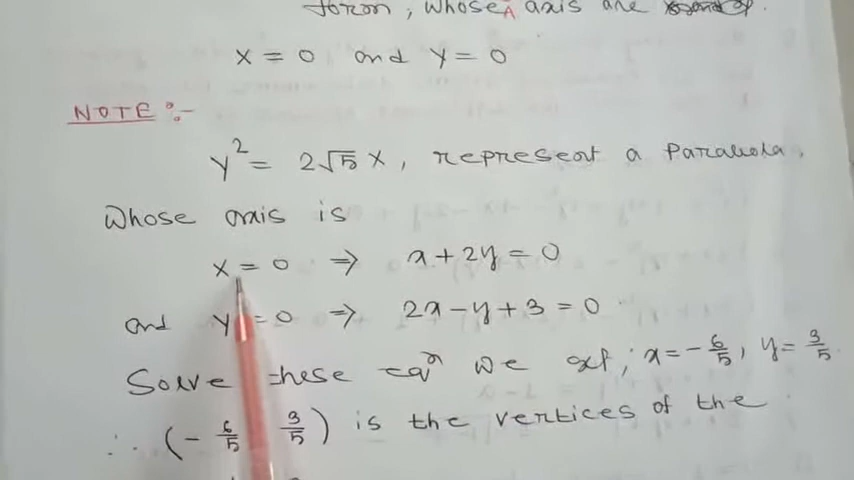 form, whose axis are
X = 0 and Y = 0
NOTE :-
Y² = 2√5 X, represent a Parabola,
Whose axis is
X = 0 ⇒ x + 2y = 0
and Y = 0 ⇒ 2x - y + 3 = 0
Solve these eqⁿ we get, x = -6/5, y = 3/5
∴ (-6/5 3/5) is the vertices of the